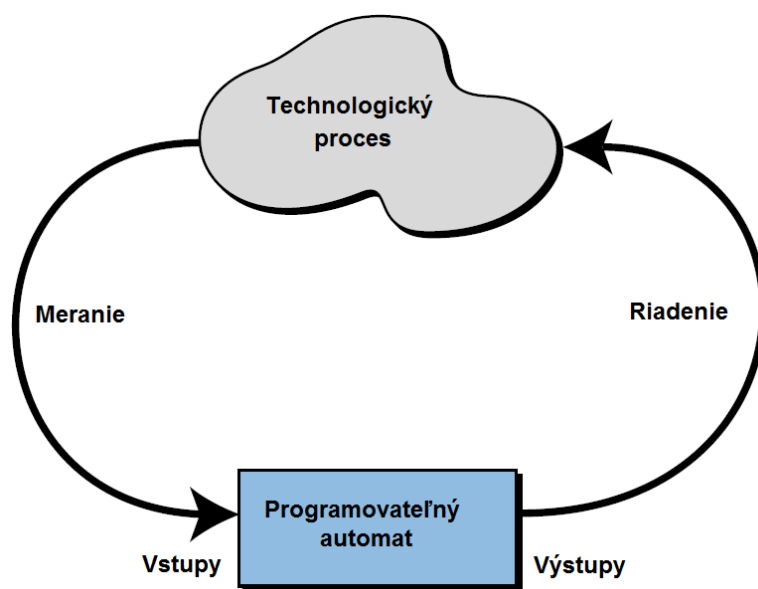 Technologický
proces
Meranie
Riadenie
Programovateľný
automat
Vstupy
Výstupy